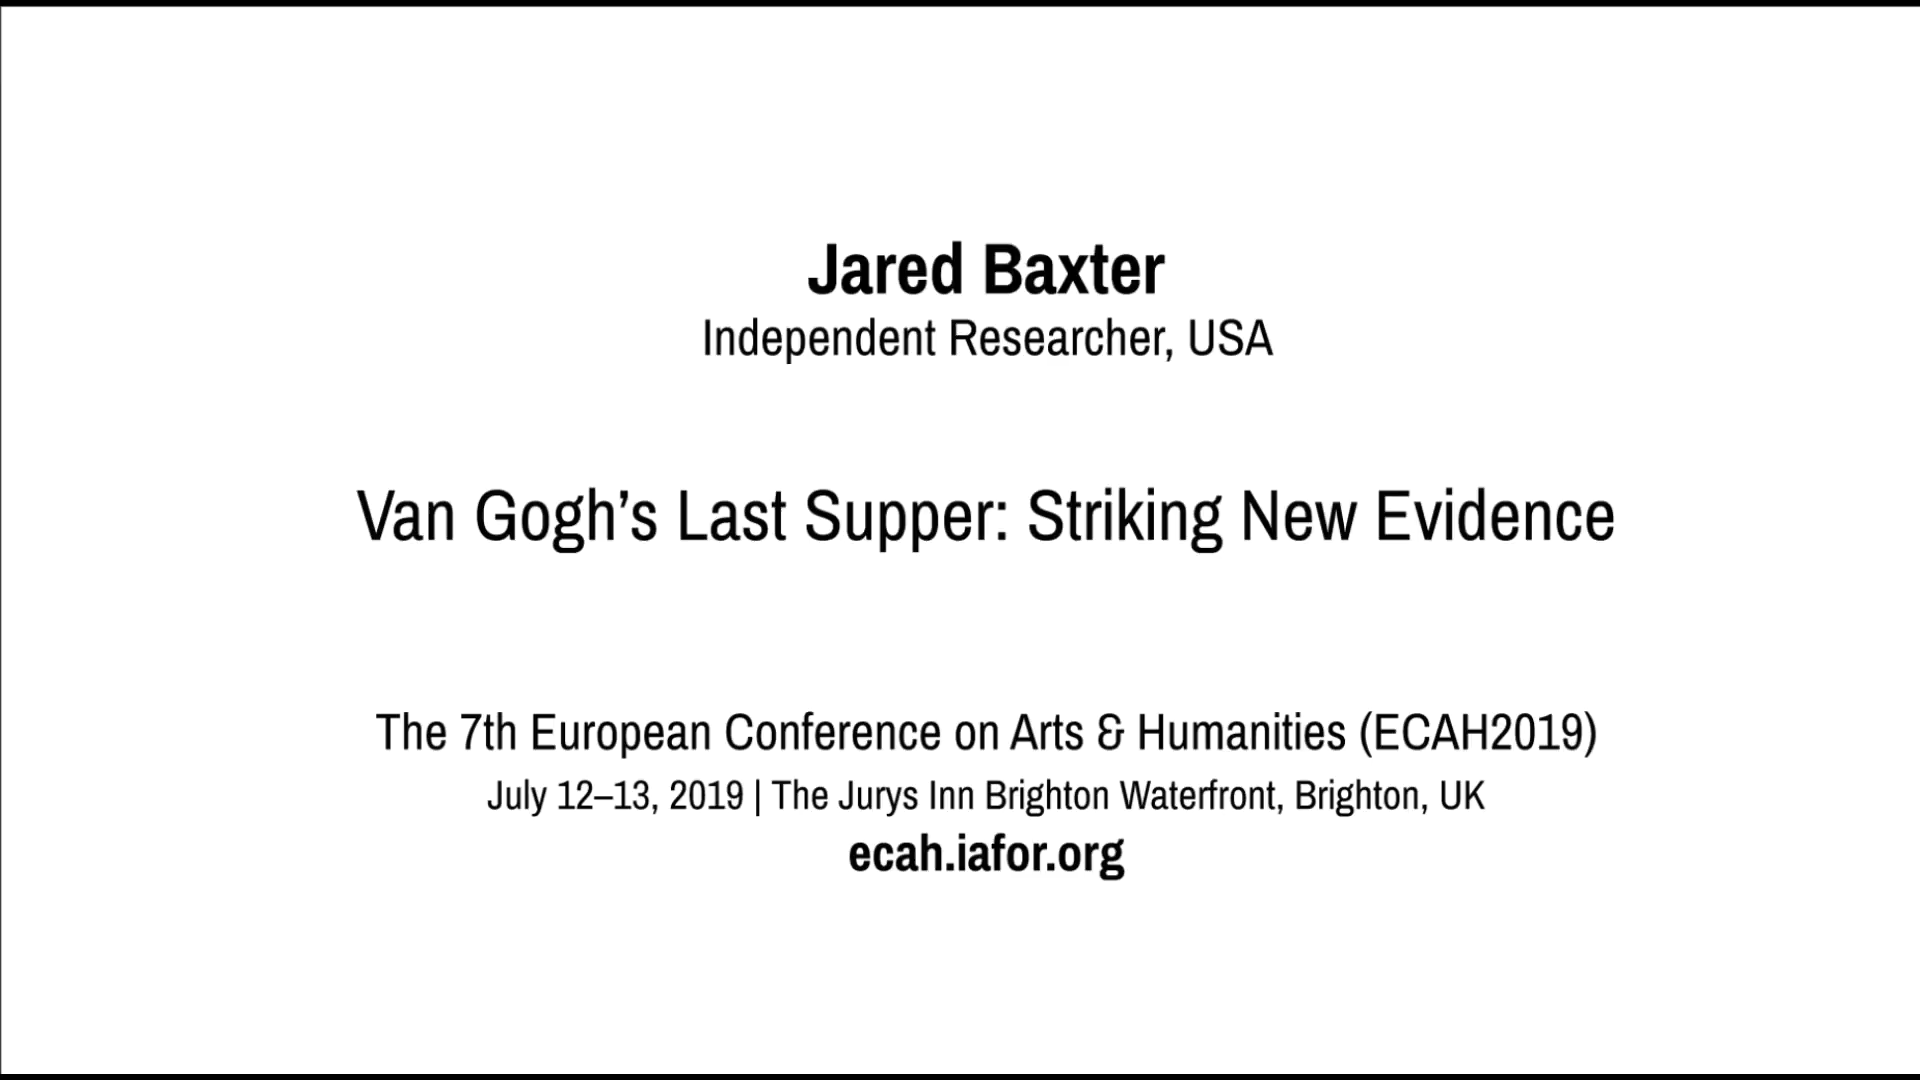 Jared Baxter
Independent Researcher, USA
Van Gogh’s Last Supper: Striking New Evidence
The 7th European Conference on Arts & Humanities (ECAH2019)
July 12–13, 2019 | The Jurys Inn Brighton Waterfront, Brighton, UK
ecah.iafor.org